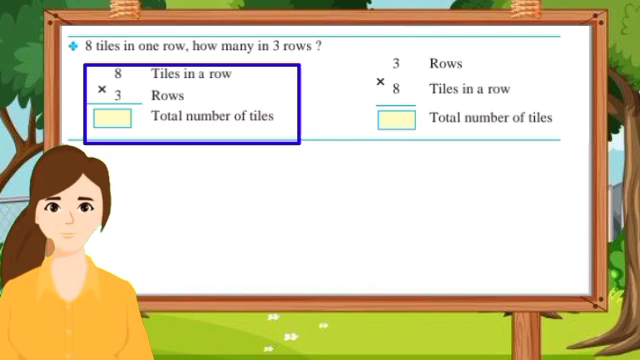 8 tiles in one row, how many in 3 rows ?
8 Tiles in a row
× 3 Rows
Total number of tiles
3 Rows
× 8 Tiles in a row
Total number of tiles